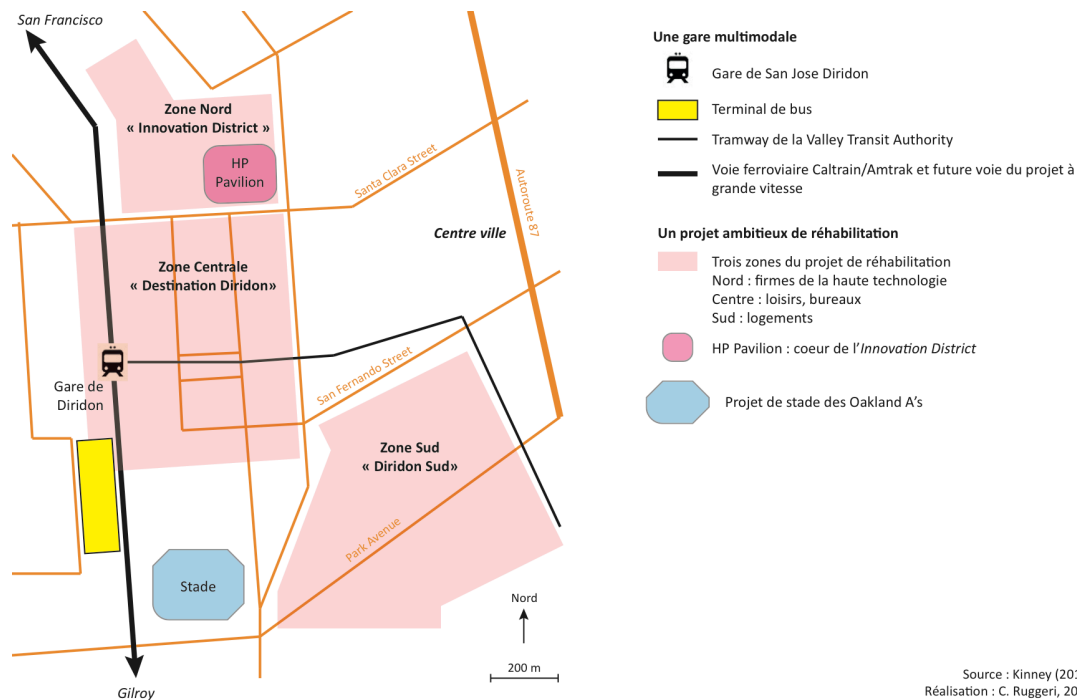 San Francisco
Zone Nord
« Innovation District »
HP
Pavilion
Santa Clara Street
Autoroute 87
Centre ville
Zone Centrale
« Destination Diridon»
Gare de
Diridon
San Fernando Street
Zone Sud
« Diridon Sud»
Park Avenue
Stade
Nord
200 m
Gilroy
Une gare multimodale
Gare de San Jose Diridon
Terminal de bus
Tramway de la Valley Transit Authority
Voie ferroviaire Caltrain/Amtrak et future voie du projet à
grande vitesse
Un projet ambitieux de réhabilitation
Trois zones du projet de réhabilitation
Nord : firmes de la haute technologie
Centre : loisirs, bureaux
Sud : logements
HP Pavilion : coeur de l'Innovation District
Projet de stade des Oakland A's
Source : Kinney
Réalisation : C. Ruggeri,